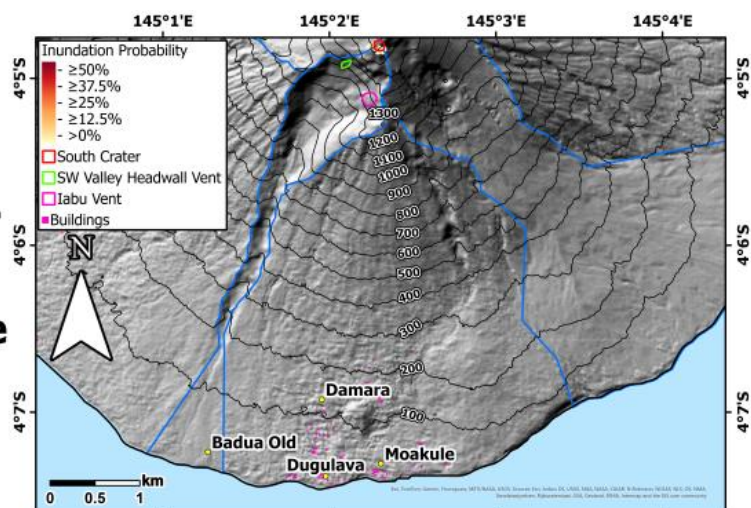 145°1'E 145°2'E 145°3'E 145°4'E
Inundation Probability
- ≥50%
- ≥37.5%
- ≥25%
- ≥12.5%
- >0%
South Crater
SW Valley Headwall Vent
Iabu Vent
Buildings
4°5'S
4°5'S
1300
1200
1100
1000
900
800
700
600
500
400
300
200
100
N
e
4°6'S
4°6'S
4°7'S
4°7'S
Damara
Badua Old
Moakule
Dugulava
km
0 0.5 1